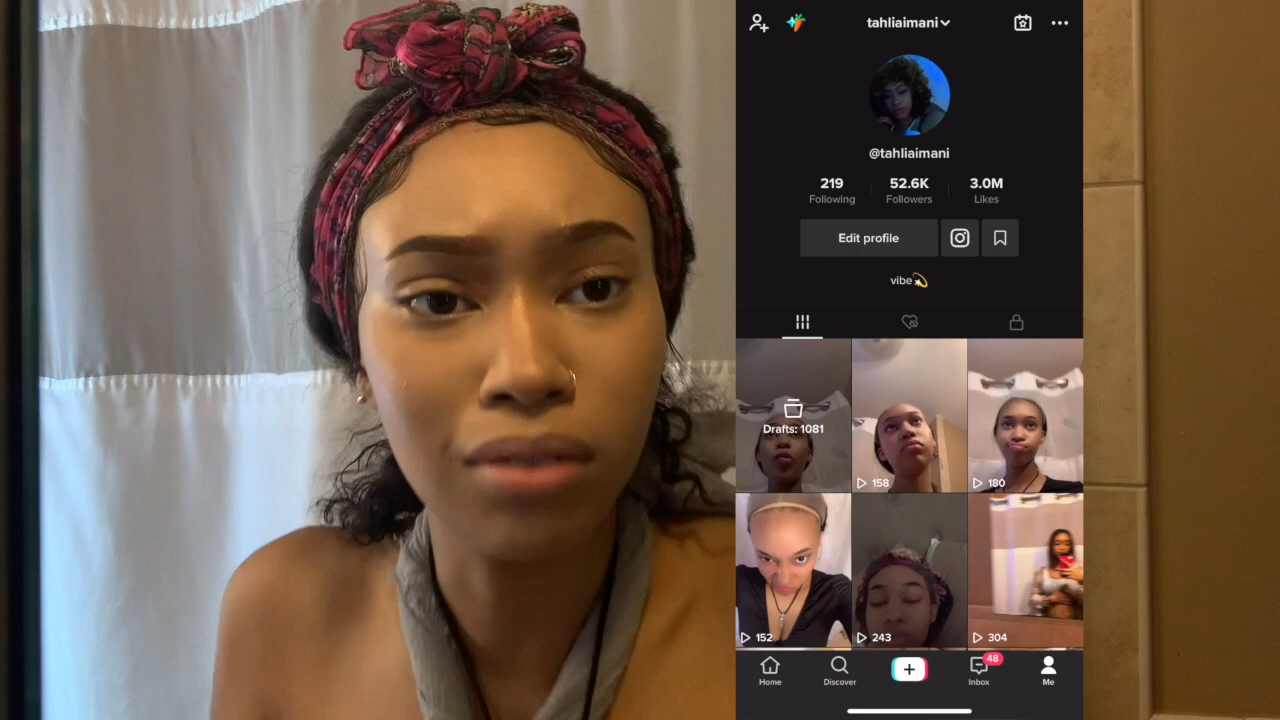 tahliaimani
@tahliaimani
219 52.6K 3.0M
Following Followers Likes
Edit profile
vibe💫
Drafts: 1081
158
180
152
243
304
48
Home Discover Inbox Me